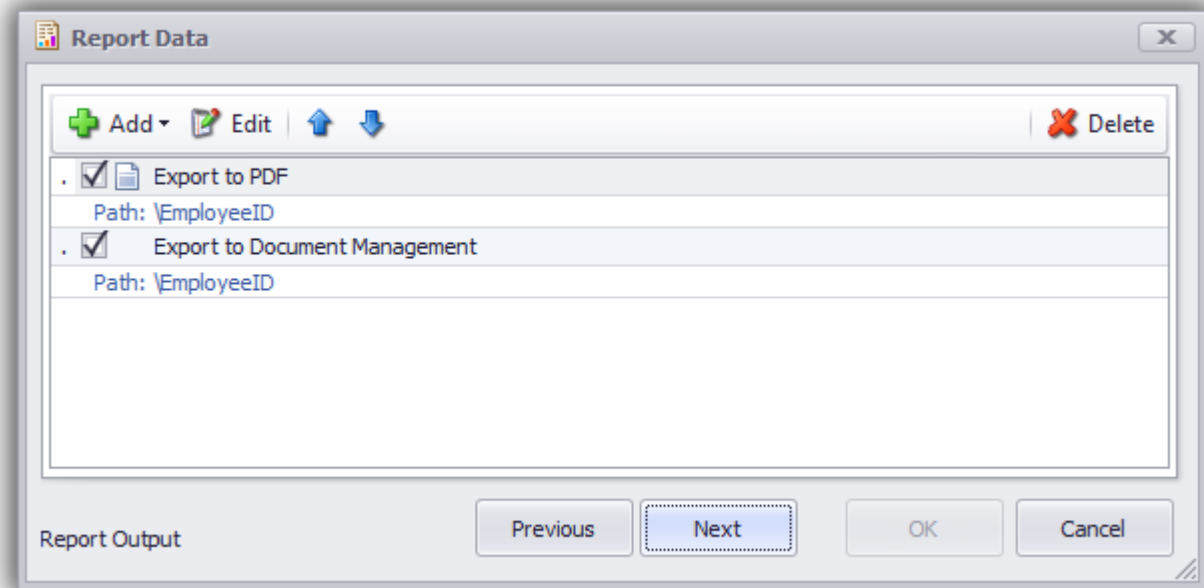 Report Data
Add Edit Delete
. Export to PDF
Path: \EmployeeID
. Export to Document Management
Path: \EmployeeID
Report Output Previous Next OK Cancel